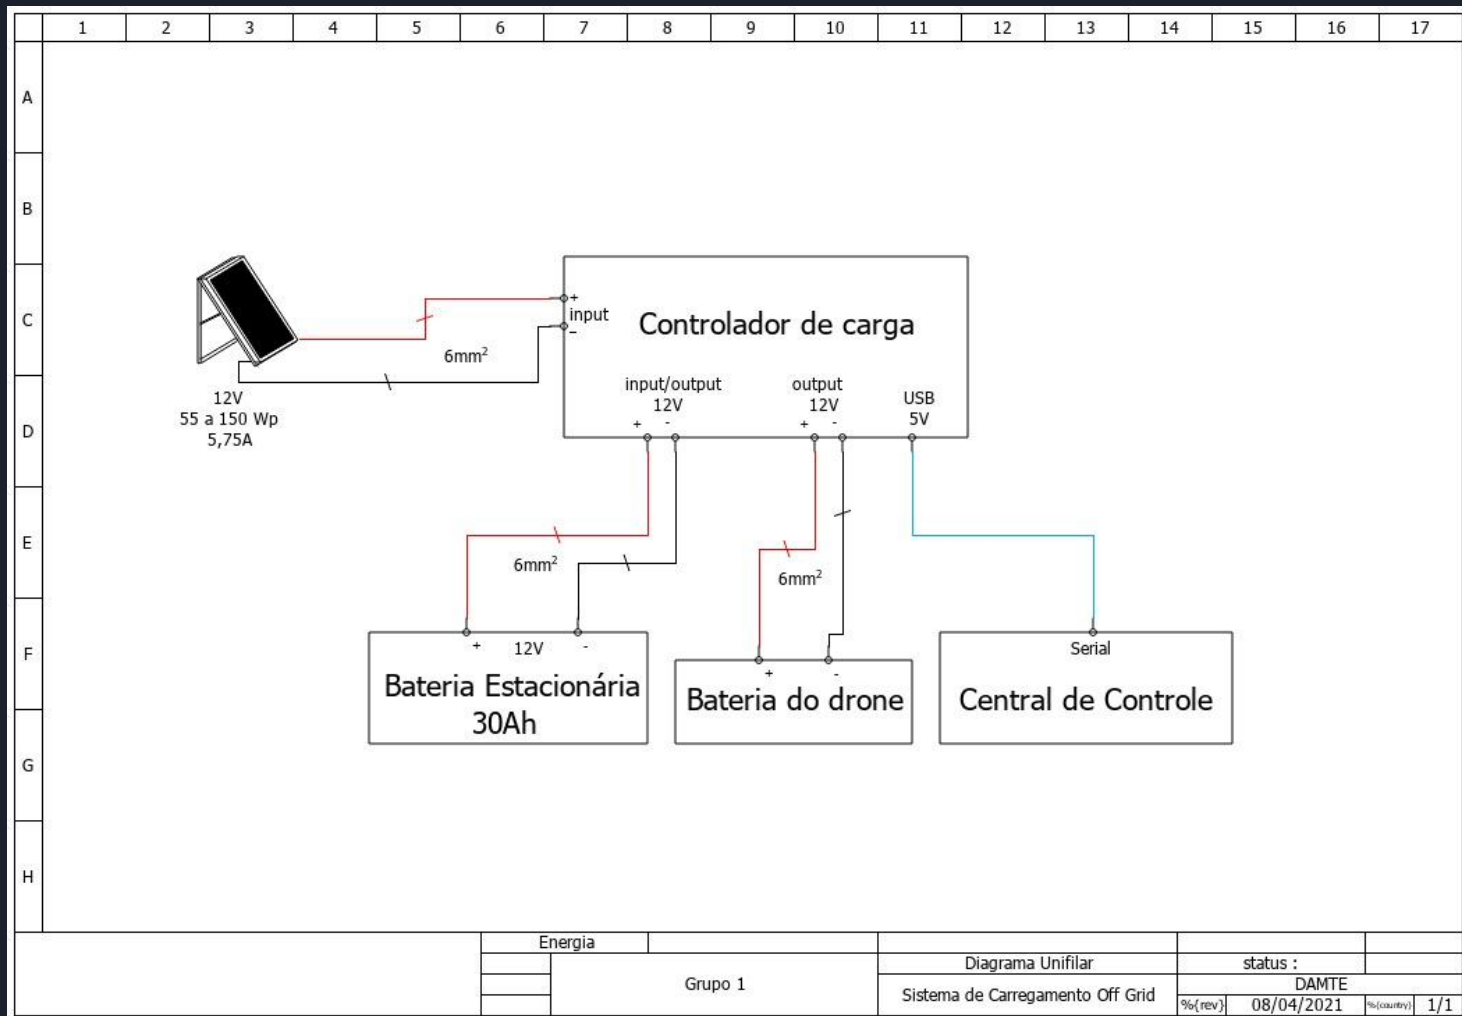 1 2 3 4 5 6 7 8 9 10 11 12 13 14 15 16 17
A
B
C
D
E
F
G
H
+
input
−
Controlador de carga
6mm²
12V
55 a 150 Wp
5,75A
input/output
12V
+ -
output
12V
+ -
USB
5V
6mm²
6mm²
+ 12V -
Bateria Estacionária
30Ah
+ -
Bateria do drone
Serial
Central de Controle
Energia
Grupo 1
Diagrama Unifilar
Sistema de Carregamento Off Grid
status :
DAMTE
%{rev} 08/04/2021 %{country} 1/1